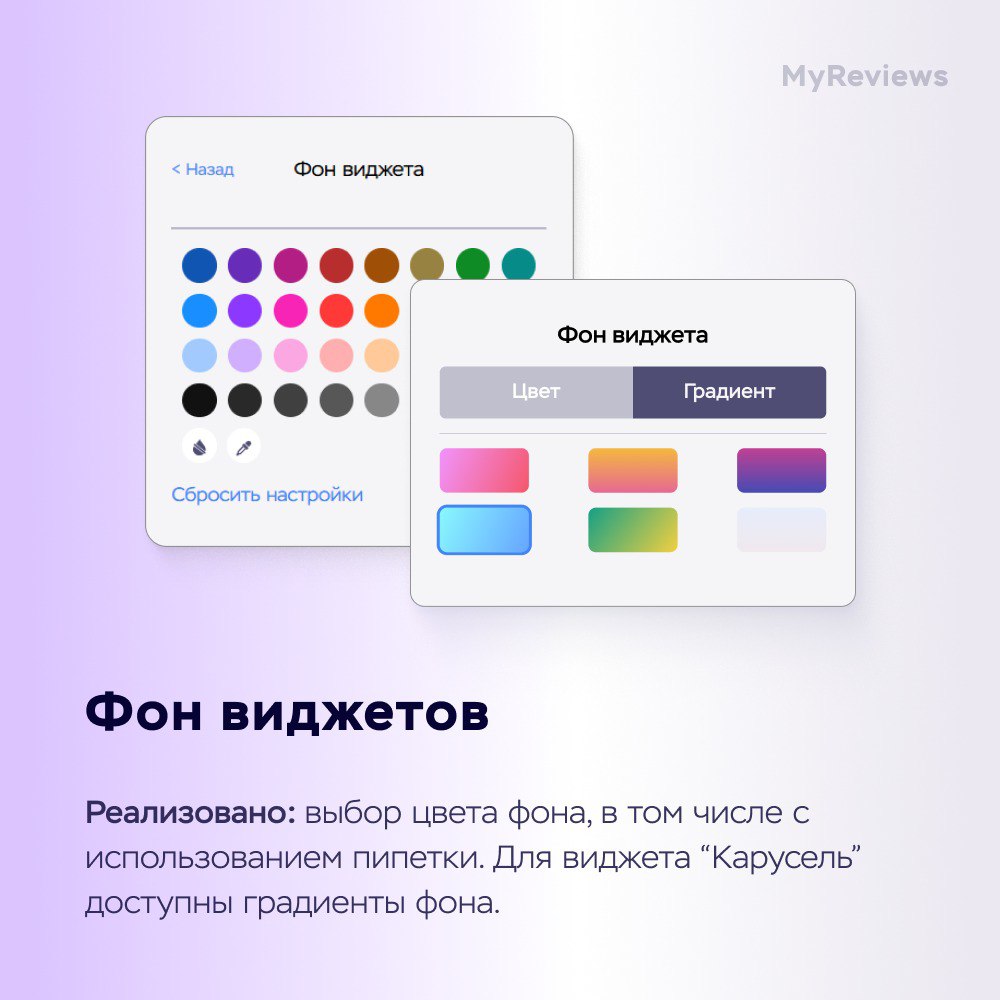 MyReviews
< Назад
Фон виджета
Сбросить настройки
Фон виджета
Цвет
Градиент
Фон виджетов
Реализовано: выбор цвета фона, в том числе с
использованием пипетки. Для виджета “Карусель”
доступны градиенты фона.